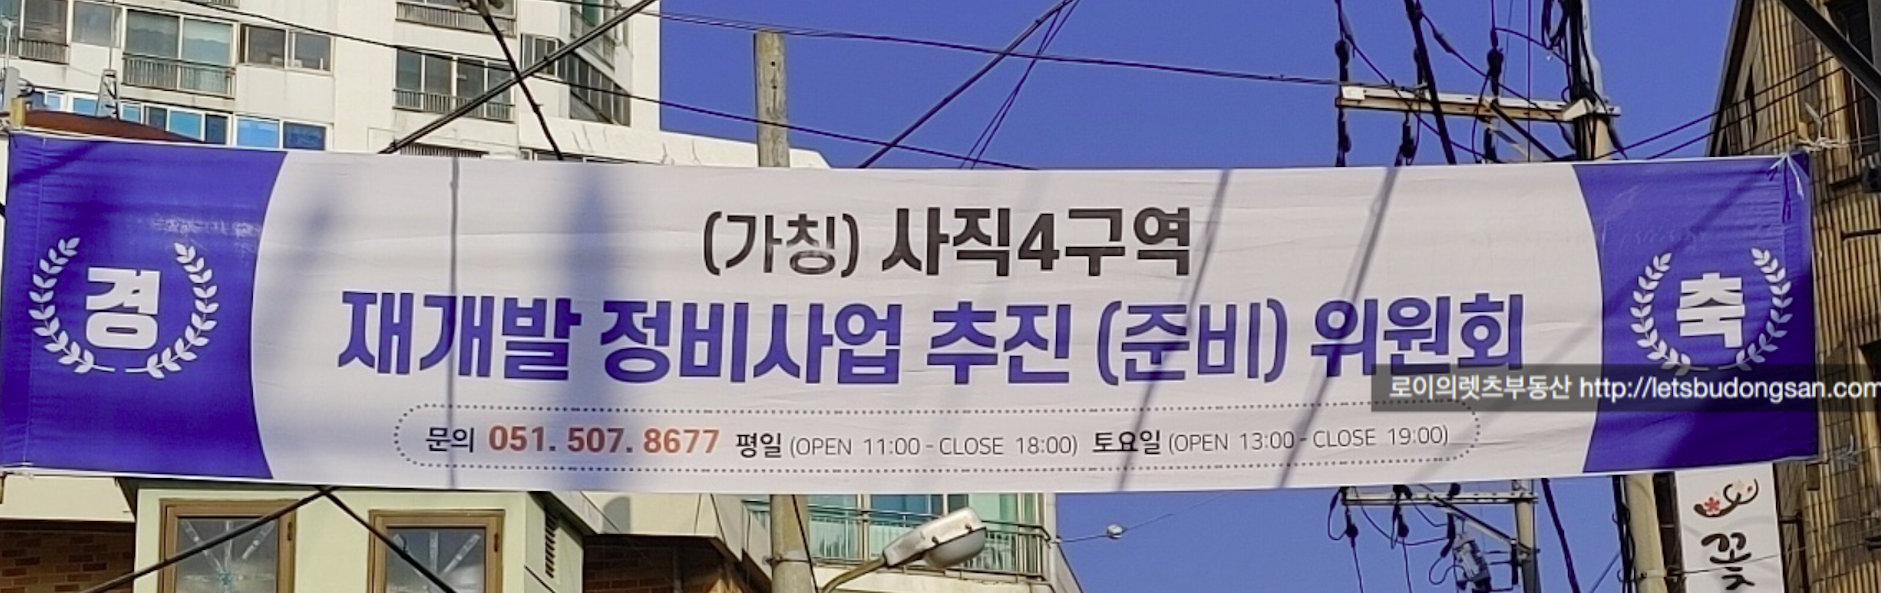 경
(가칭) 사직4구역
재개발 정비사업 추진 (준비) 위원회
축
로이의렛츠부동산 http://letsbudongsan.com
문의 051. 507. 8677 평일 (OPEN 11:00 - CLOSE 18:00) 토요일 (OPEN 13:00 - CLOSE 19:00)
꽃